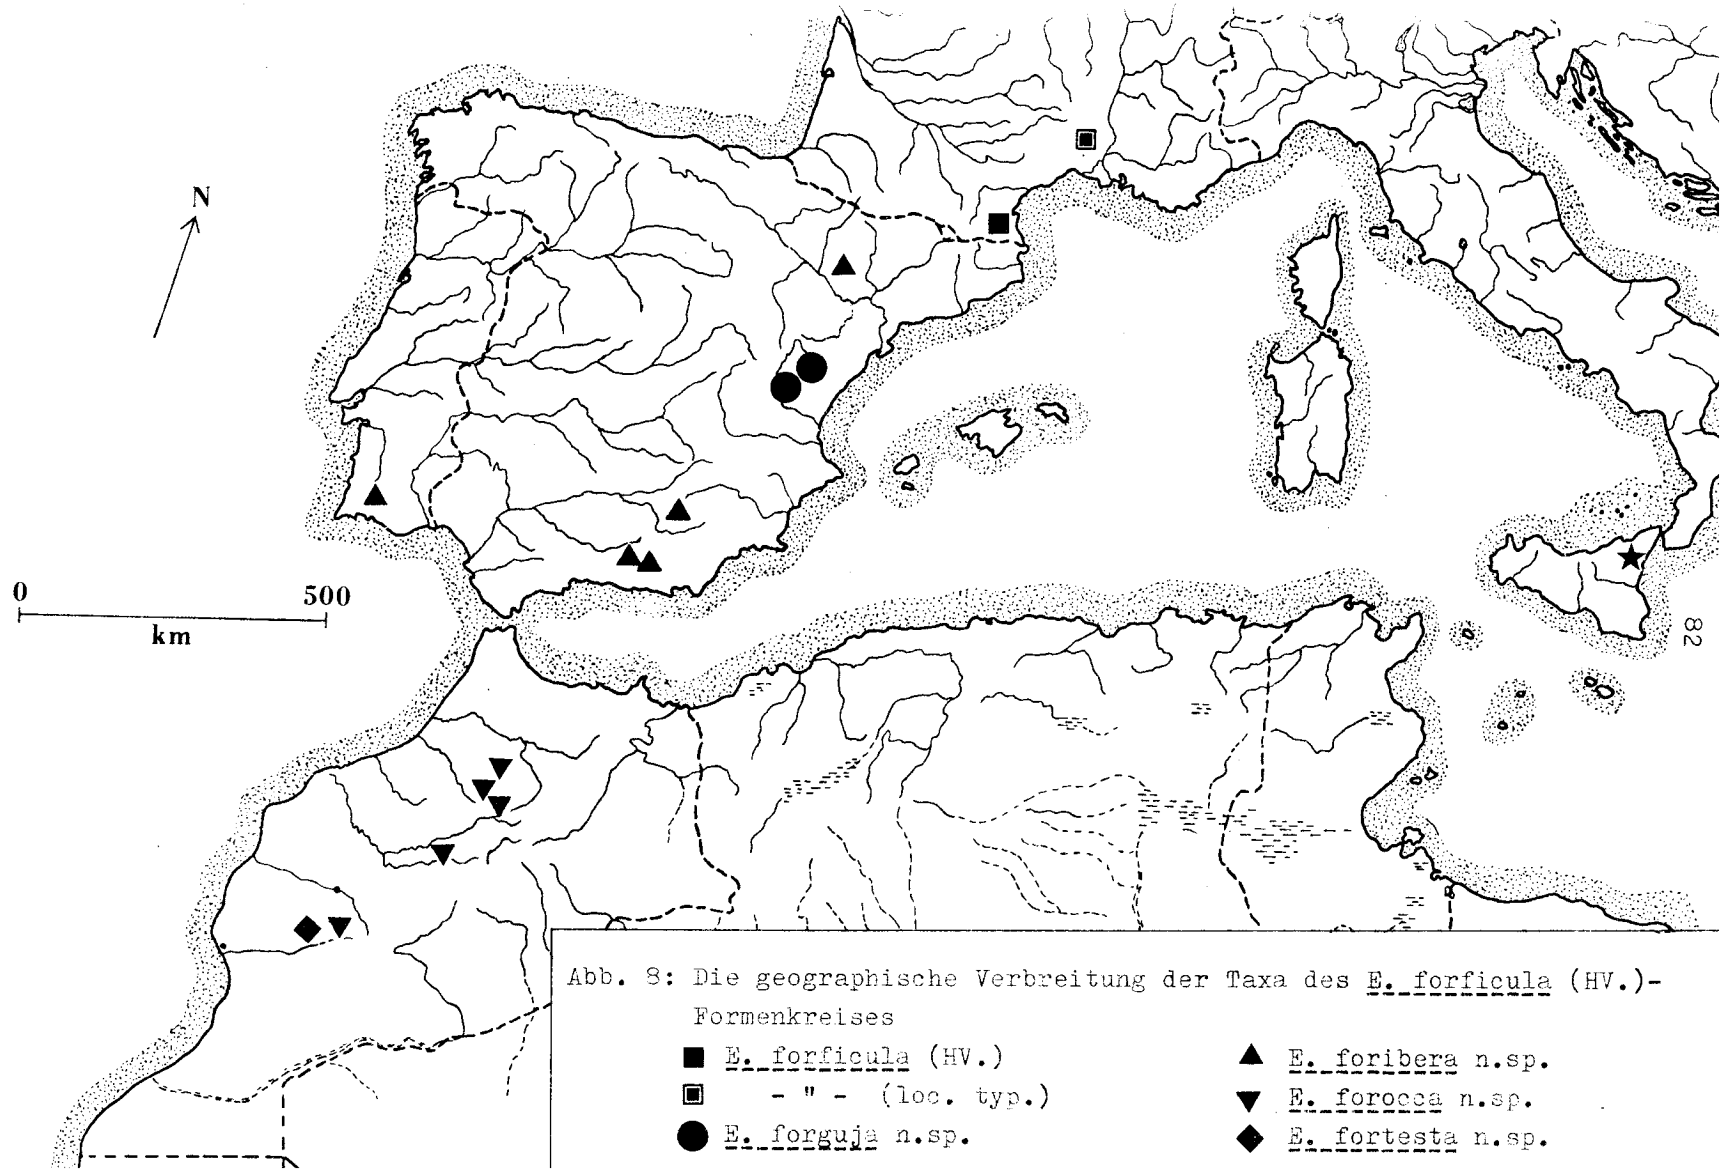 N
0 500
km
82
Abb. 8: Die geographische Verbreitung der Taxa des E. forficula (HV.)-
Formenkreises
E. forficula (HV.)
- " - (loc. typ.)
E. forguja n.sp.
E. foribera n.sp.
E. forocca n.sp.
E. fortesta n.sp.